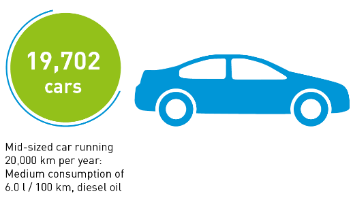 19,702
cars
Mid-sized car running
20,000 km per year:
Medium consumption of
6.0 l / 100 km, diesel oil